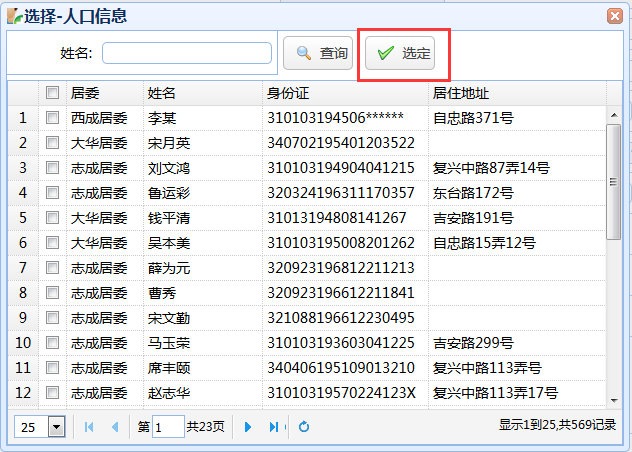 选择-人口信息
姓名: 查询 选定
居委 姓名 身份证 居住地址
1 西成居委 李某 310103194506****** 自忠路371号
2 大华居委 宋月英 340702195401203522
3 志成居委 刘文鸿 310103194904041215 复兴中路87弄14号
4 志成居委 鲁运彩 320324196311170357 东台路172号
5 大华居委 钱平清 31013194808141267 吉安路191号
6 大华居委 吴本美 310103195008201262 自忠路15弄12号
7 志成居委 薛为元 320923196812211213
8 志成居委 曹秀 320923196612211841
9 志成居委 宋文勤 321088196612230495
10 志成居委 马玉荣 310103193603041225 吉安路299号
11 志成居委 席丰颐 340406195109013210 复兴中路113弄号
12 志成居委 赵志华 31010319570224123X 复兴中路113弄17号
25 第 1 共23页 显示1到25,共569记录